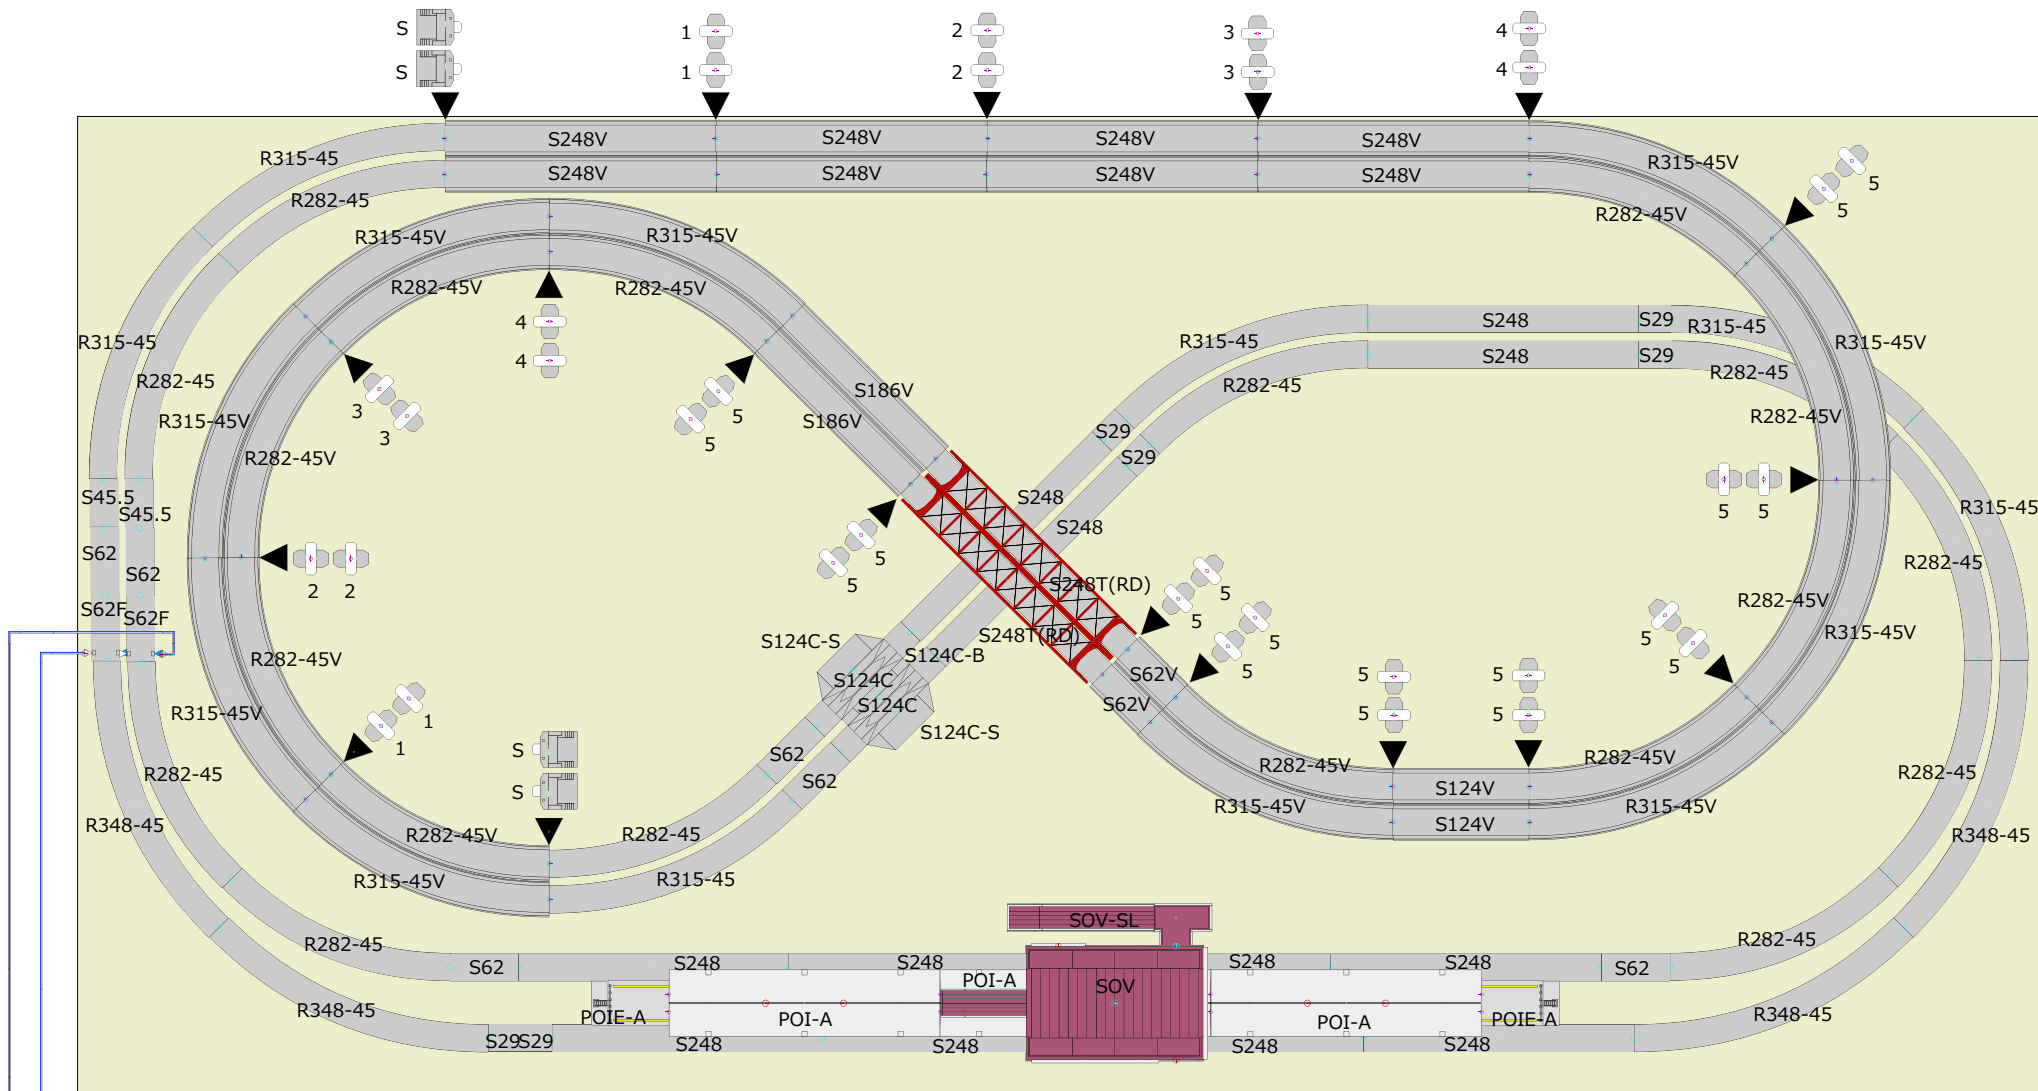 S 1 2 3 4
S 1 2 3 4
S248V S248V S248V S248V
R315-45 R315-45V 5
S248V S248V S248V S248V
R282-45 R282-45V 5
R315-45V R315-45V
R282-45V R282-45V
4 S248 S29 R315-45
R315-45 R315-45 R315-45V
4 S248 S29
R282-45 R282-45 R282-45
S186V
3 5
R315-45V S186V R282-45V
3 5 S29
R282-45V S29
S45.5 S248 R315-45
S45.5 S248
S62 5 R282-45
S62 5 S248T(RD)
2 2 5 5
S62F R282-45V
S62F 5 5
S124C-S S248T(RD) 5 5 R315-45V
R282-45V S124C-B 5
S124C S62V 5 5
S124C S62V
R315-45V 1 5 5
1 S124C-S
S S62 R282-45V R282-45V
R282-45 S62 R282-45
S S124V
R315-45V R315-45V
R348-45 R282-45V R282-45 S124V R348-45
R315-45V R315-45
SOV-SL
R282-45 R282-45
S62 S248 S248 S248 S248 S62
POI-A SOV
R348-45 POIE-A POI-A POI-A POIE-A R348-45
S29 S29 S248 S248 S248 S248